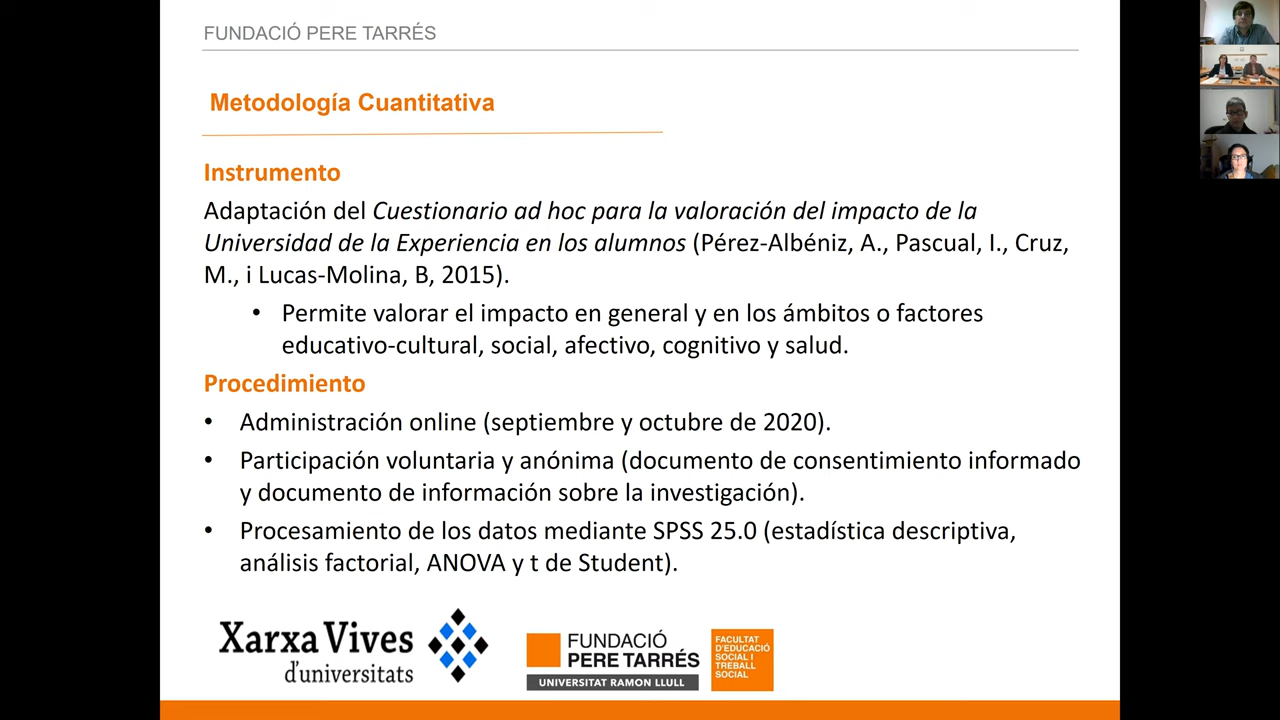 FUNDACIÓ PERE TARRÉS
Metodología Cuantitativa
Instrumento
Adaptación del Cuestionario ad hoc para la valoración del impacto de la
Universidad de la Experiencia en los alumnos (Pérez-Albéniz, A., Pascual, I., Cruz,
M., i Lucas-Molina, B, 2015).
• Permite valorar el impacto en general y en los ámbitos o factores
educativo-cultural, social, afectivo, cognitivo y salud.
Procedimiento
• Administración online (septiembre y octubre de 2020).
• Participación voluntaria y anónima (documento de consentimiento informado
y documento de información sobre la investigación).
• Procesamiento de los datos mediante SPSS 25.0 (estadística descriptiva,
análisis factorial, ANOVA y t de Student).
Xarxa Vives
d'universitats
FUNDACIÓ
PERE TARRÉS
UNIVERSITAT RAMON LLULL
FACULTAT
D'EDUCACIÓ
SOCIAL I
TREBALL
SOCIAL